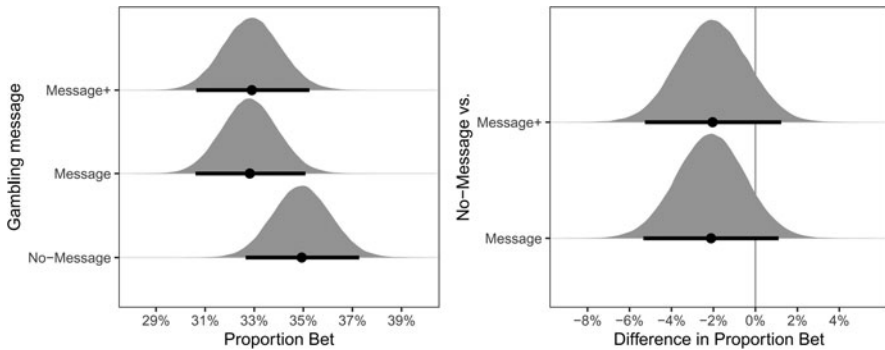 Gambling message
Message+
Message
No−Message
29% 31% 33% 35% 37% 39%
Proportion Bet
No−Message vs.
Message+
Message
−8% −6% −4% −2% 0% 2% 4%
Difference in Proportion Bet